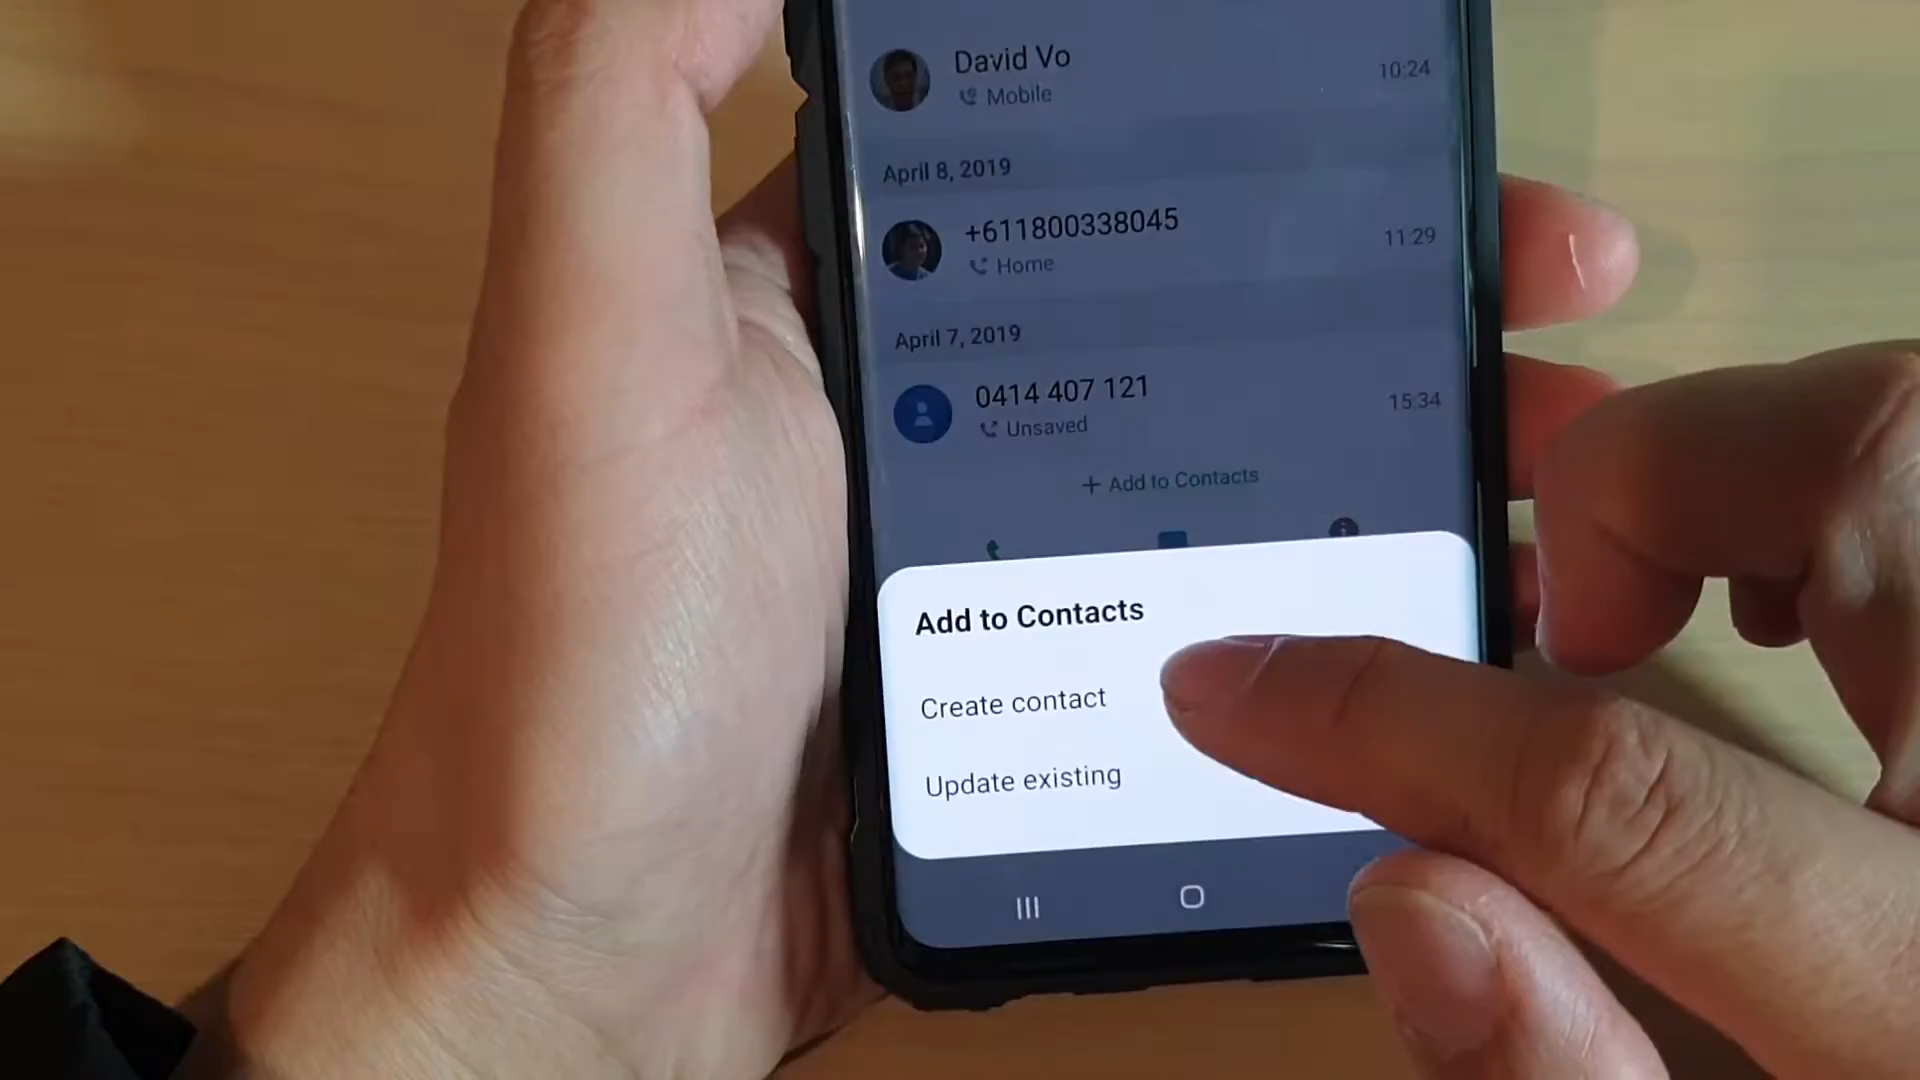 David Vo
Mobile
10:24
April 8, 2019
+611800338045
Home
11:29
April 7, 2019
0414 407 121
Unsaved
15:34
+ Add to Contacts
Add to Contacts
Create contact
Update existing